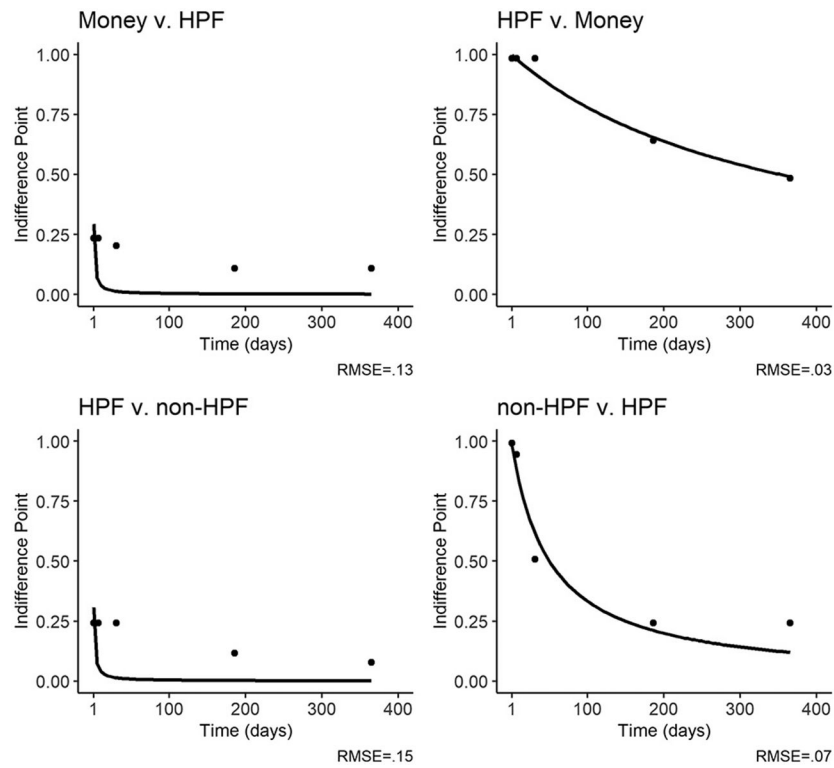 Money v. HPF
1.00
0.75
0.50
0.25
0.00
Indifference Point
1 100 200 300 400
Time (days)
RMSE=.13
HPF v. Money
1.00
0.75
0.50
0.25
0.00
Indifference Point
1 100 200 300 400
Time (days)
RMSE=.03
HPF v. non-HPF
1.00
0.75
0.50
0.25
0.00
Indifference Point
1 100 200 300 400
Time (days)
RMSE=.15
non-HPF v. HPF
1.00
0.75
0.50
0.25
0.00
Indifference Point
1 100 200 300 400
Time (days)
RMSE=.07